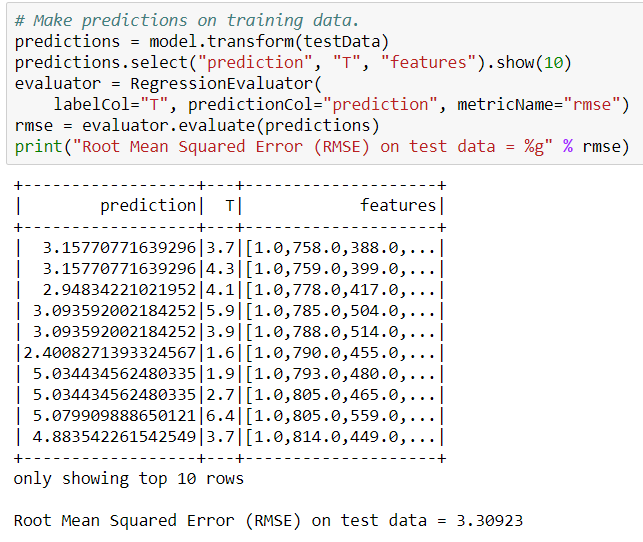 # Make predictions on training data.
predictions = model.transform(testData)
predictions.select("prediction", "T", "features").show(10)
evaluator = RegressionEvaluator(
    labelCol="T", predictionCol="prediction", metricName="rmse")
rmse = evaluator.evaluate(predictions)
print("Root Mean Squared Error (RMSE) on test data = %g" % rmse)
+------------------+---+--------------------+
|        prediction|  T|            features|
+------------------+---+--------------------+
|  3.15770771639296|3.7|[1.0,758.0,388.0,...|
|  3.15770771639296|4.3|[1.0,759.0,399.0,...|
|  2.94834221021952|4.1|[1.0,778.0,417.0,...|
| 3.093592002184252|5.9|[1.0,785.0,504.0,...|
| 3.093592002184252|3.9|[1.0,788.0,514.0,...|
|2.4008271393324567|1.6|[1.0,790.0,455.0,...|
| 5.034434562480335|1.9|[1.0,793.0,480.0,...|
| 5.034434562480335|2.7|[1.0,805.0,465.0,...|
| 5.079909888650121|6.4|[1.0,805.0,559.0,...|
| 4.883542261542549|3.7|[1.0,814.0,449.0,...|
+------------------+---+--------------------+
only showing top 10 rows
Root Mean Squared Error (RMSE) on test data = 3.30923